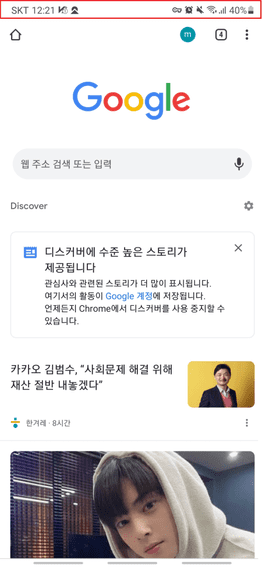 SKT 12:21
40%
m
4
Google
웹 주소 검색 또는 입력
Discover
디스커버에 수준 높은 스토리가
제공됩니다
관심사와 관련된 스토리가 더 많이 표시됩니다.
여기서의 활동이 Google 계정에 저장됩니다.
언제든지 Chrome에서 디스커버를 사용 중지할 수
있습니다.
카카오 김범수, “사회문제 해결 위해
재산 절반 내놓겠다”
한겨레 · 8시간